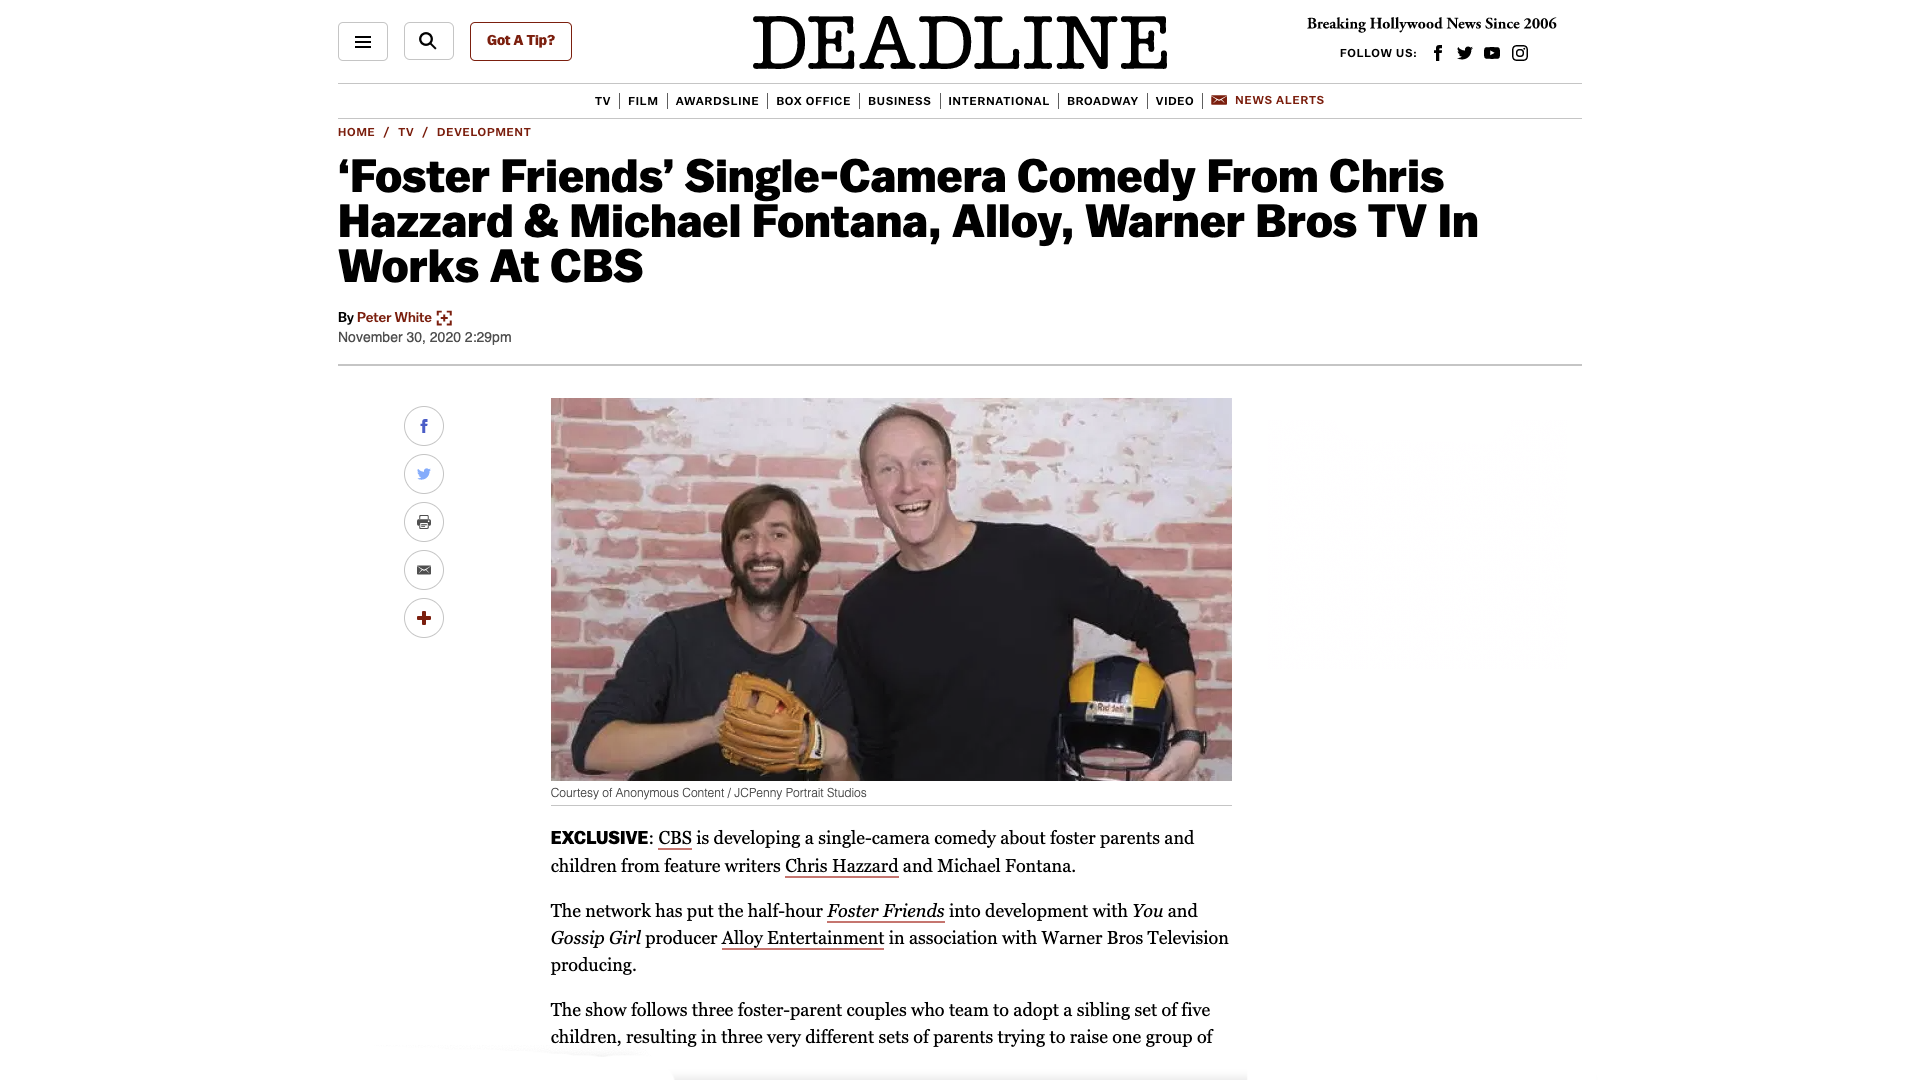 Got A Tip?
DEADLINE
Breaking Hollywood News Since 2006
FOLLOW US:
TV
FILM
AWARDSLINE
BOX OFFICE
BUSINESS
INTERNATIONAL
BROADWAY
VIDEO
NEWS ALERTS
HOME / TV / DEVELOPMENT
‘Foster Friends’ Single-Camera Comedy From Chris
Hazzard & Michael Fontana, Alloy, Warner Bros TV In
Works At CBS
By Peter White
November 30, 2020 2:29pm
Riddell
Courtesy of Anonymous Content / JCPenny Portrait Studios
EXCLUSIVE: CBS is developing a single-camera comedy about foster parents and
children from feature writers Chris Hazzard and Michael Fontana.
The network has put the half-hour Foster Friends into development with You and
Gossip Girl producer Alloy Entertainment in association with Warner Bros Television
producing.
The show follows three foster-parent couples who team to adopt a sibling set of five
children, resulting in three very different sets of parents trying to raise one group of